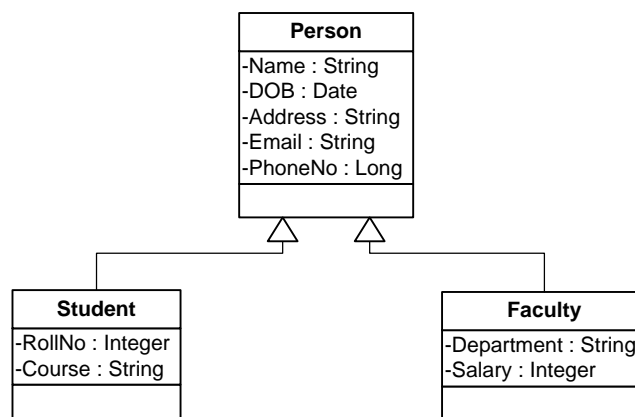 Person
-Name : String
-DOB : Date
-Address : String
-Email : String
-PhoneNo : Long
Student
-RollNo : Integer
-Course : String
Faculty
-Department : String
-Salary : Integer